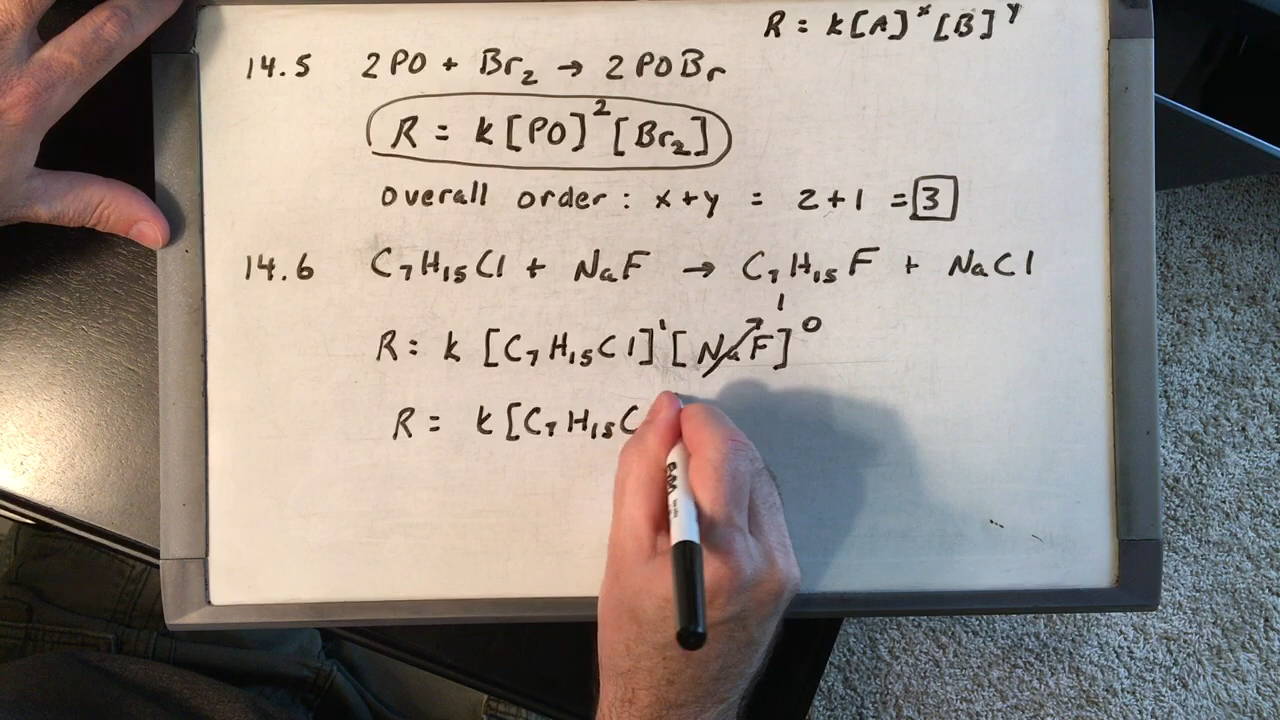 R = k[A]ˣ[B]ʸ
14.5 2PO + Br₂ → 2POBr
R = k[PO]²[Br₂]
overall order: x+y = 2+1 = 3
14.6 C₇H₁₅Cl + NaF → C₇H₁₅F + NaCl
1
R = k [C₇H₁₅Cl]¹[NaF]⁰
R = k[C₇H₁₅C